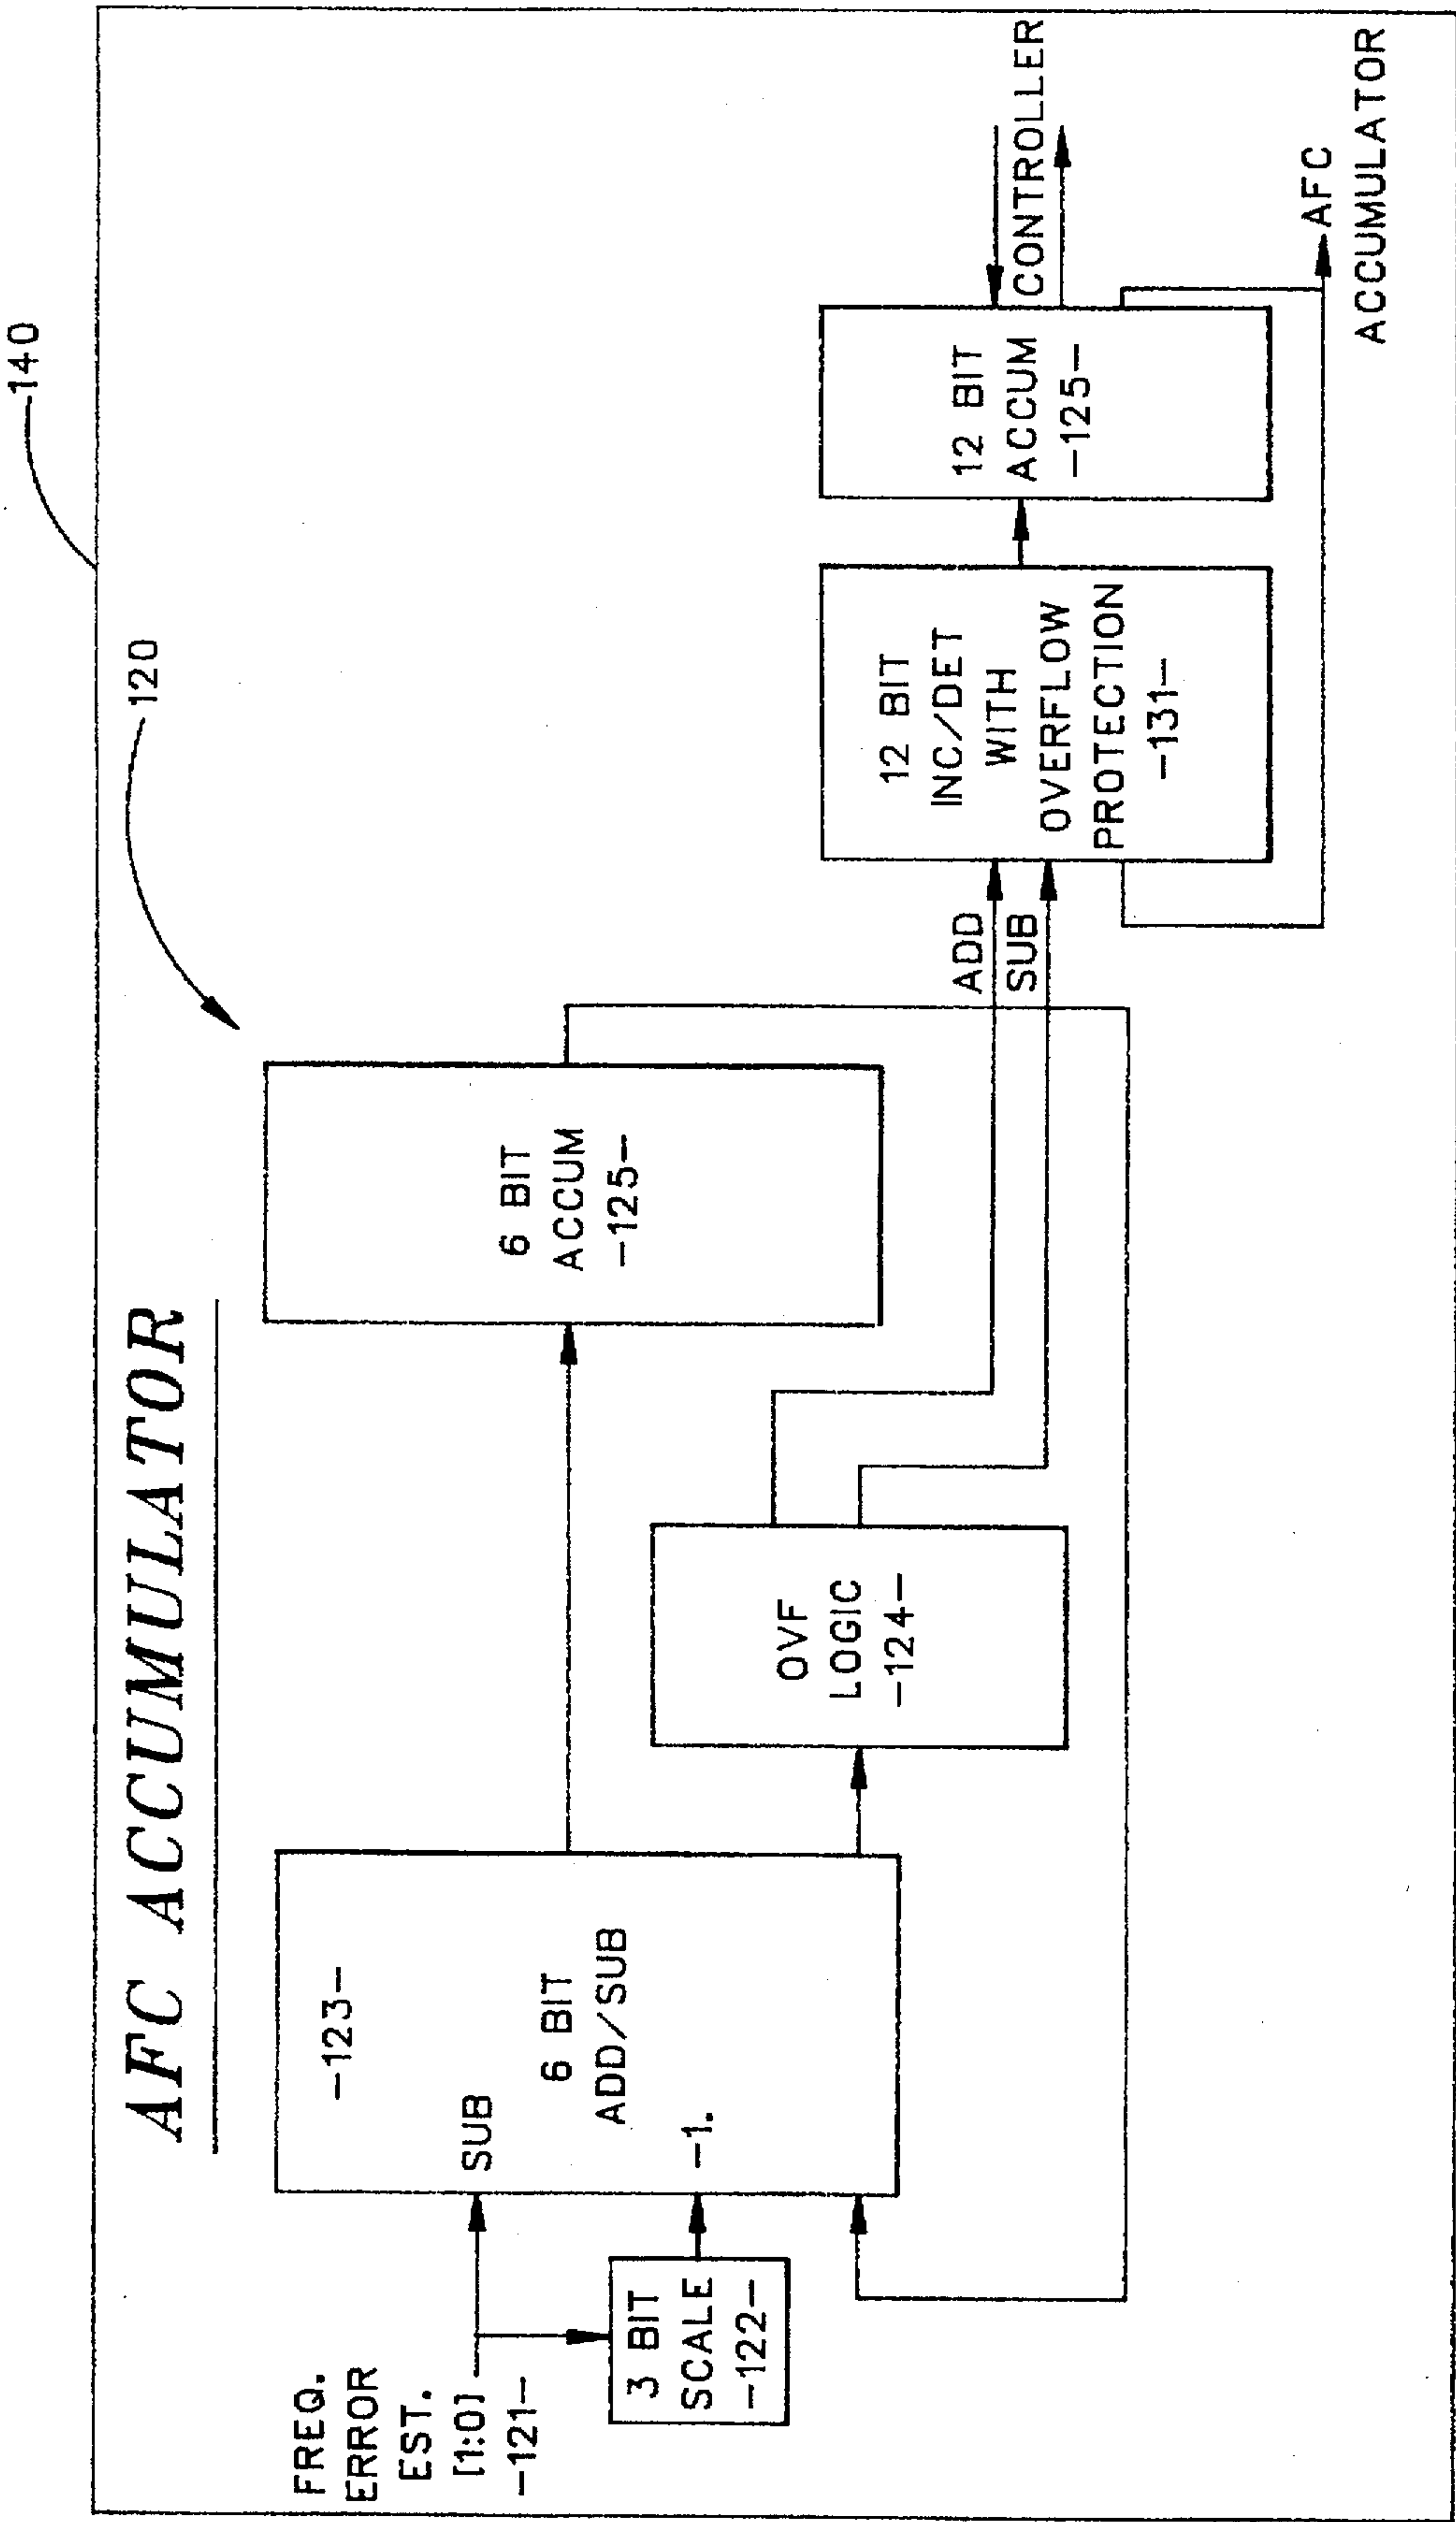 AFC ACCUMULATOR
140
120
FREQ.
ERROR
EST.
[1:0]
-121-
3 BIT
SCALE
-122-
-123-
SUB
6 BIT
ADD/SUB
-1.
OVF
LOGIC
-124-
6 BIT
ACCUM
-125-
ADD
SUB
12 BIT
INC/DET
WITH
OVERFLOW
PROTECTION
-131-
12 BIT
ACCUM
-125-
CONTROLLER
AFC
ACCUMULATOR